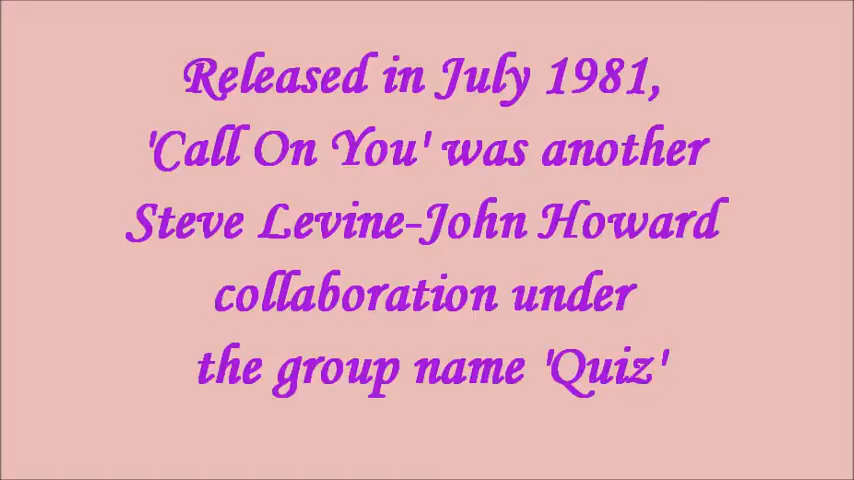 Released in July 1981,
'Call On You' was another
Steve Levine-John Howard
collaboration under
the group name 'Quiz'